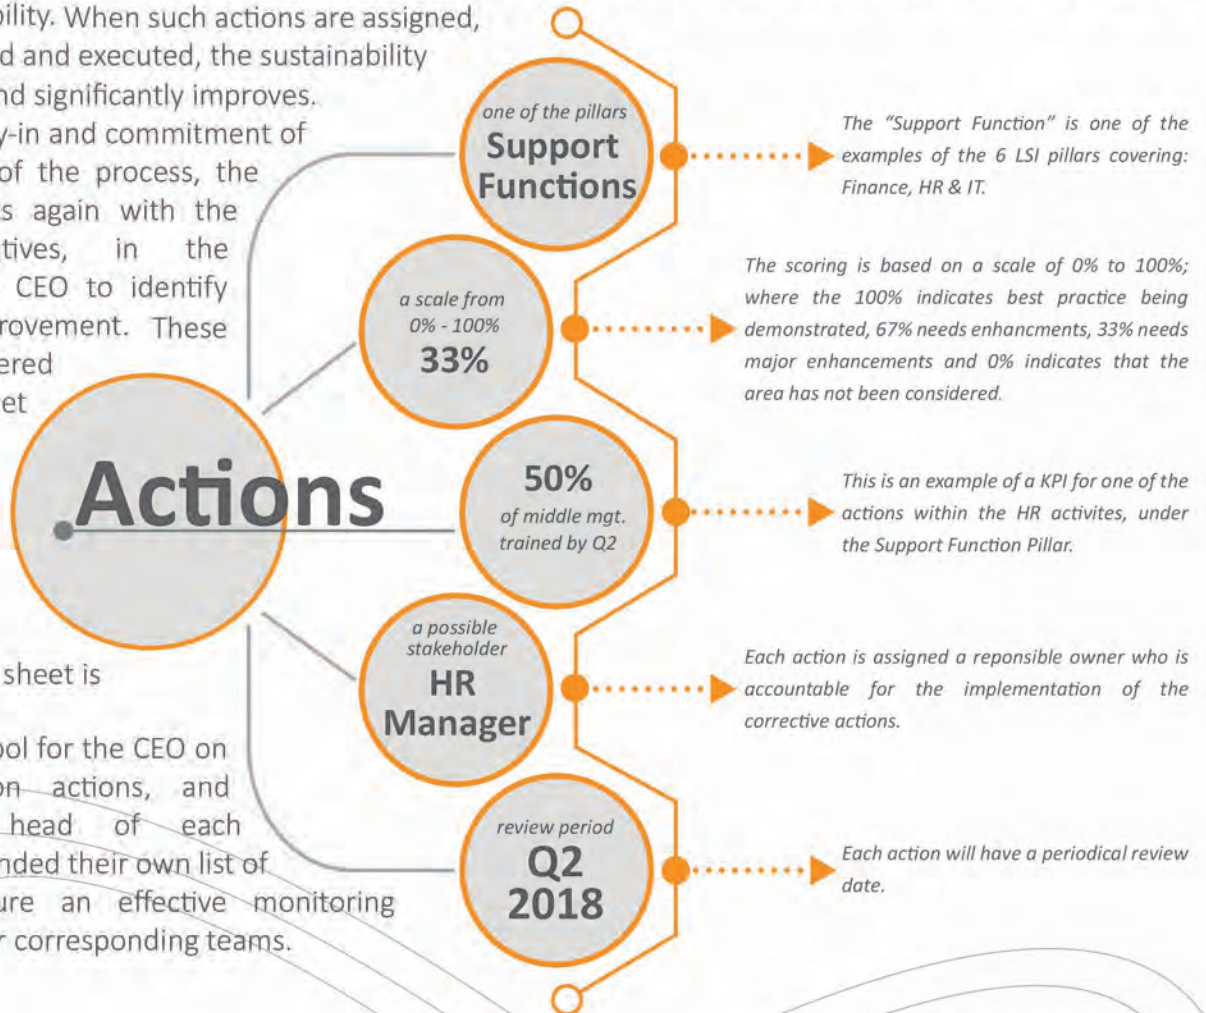 bility. When such actions are assigned,
d and executed, the sustainability
nd significantly improves.
y-in and commitment of
of the process, the
s again with the
tives, in the
CEO to identify
rovement. These
ered
et
Actions
sheet is
ool for the CEO on
on actions, and
head of each
nded their own list of
ure an effective monitoring
r corresponding teams.
one of the pillars
Support
Functions
The “Support Function” is one of the
examples of the 6 LSI pillars covering:
Finance, HR & IT.
a scale from
0% - 100%
33%
The scoring is based on a scale of 0% to 100%;
where the 100% indicates best practice being
demonstrated, 67% needs enhancments, 33% needs
major enhancements and 0% indicates that the
area has not been considered.
50%
of middle mgt.
trained by Q2
This is an example of a KPI for one of the
actions within the HR activites, under
the Support Function Pillar.
a possible
stakeholder
HR
Manager
Each action is assigned a reponsible owner who is
accountable for the implementation of the
corrective actions.
review period
Q2
2018
Each action will have a periodical review
date.